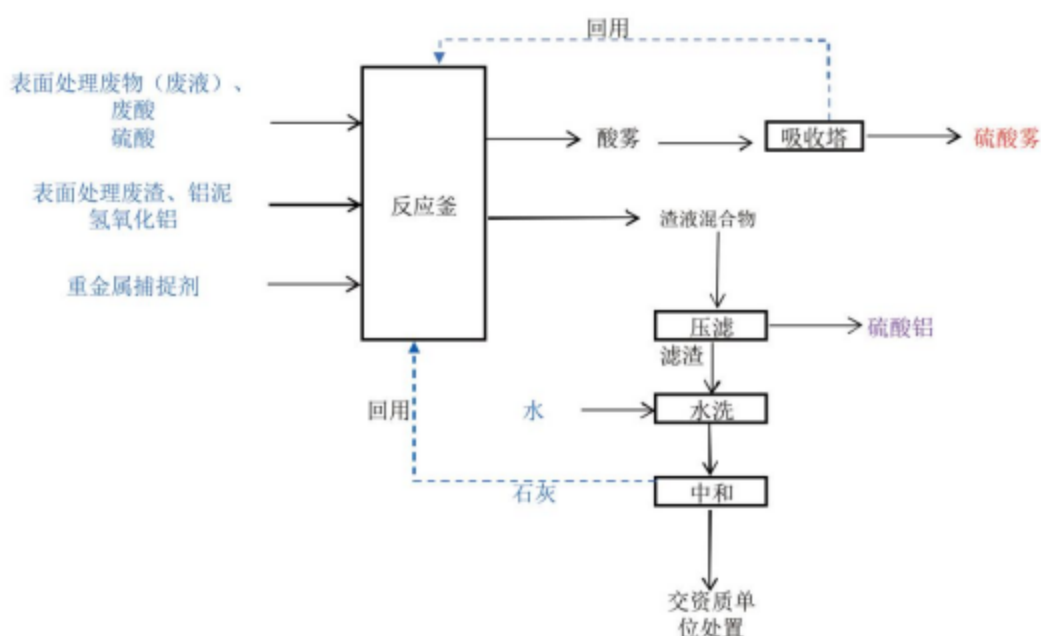 回用
表面处理废物（废液）、
废酸
硫酸
酸雾
吸收塔
硫酸雾
表面处理废渣、铝泥
氢氧化铝
反应釜
渣液混合物
重金属捕捉剂
压滤
硫酸铝
滤渣
回用
水
水洗
石灰
中和
交资质单
位处置